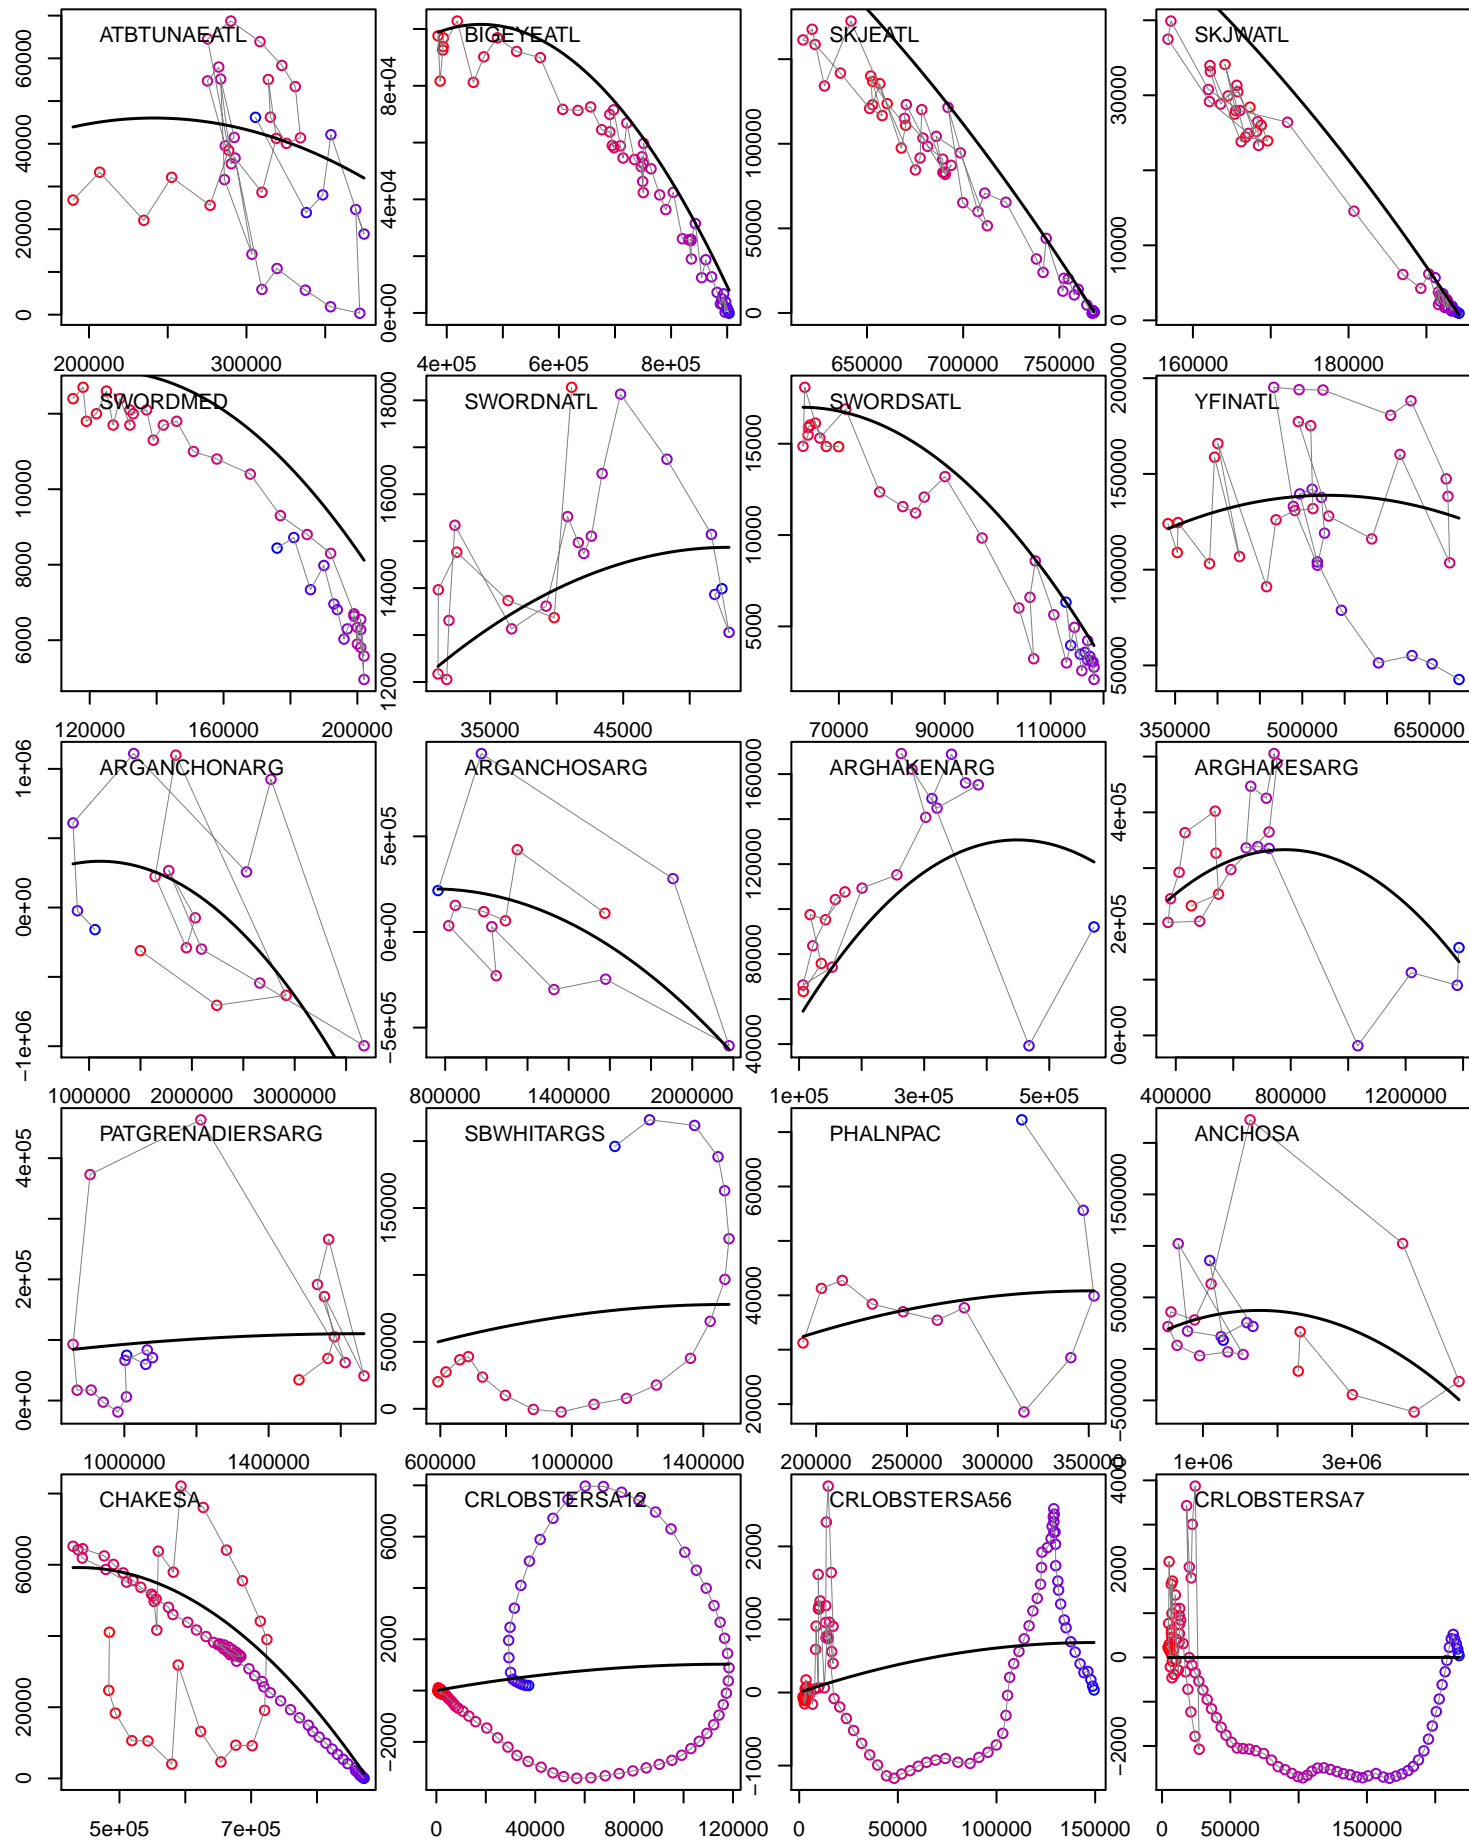 ATBTUNAEATL
0 20000 40000 60000
200000 300000
BIGEYEATL
0e+00 4e+04 8e+04
4e+05 6e+05 8e+05
SKJEATL
0 50000 100000
650000 700000 750000
SKJWATL
0 10000 30000
160000 180000
SWORDMED
6000 8000 10000
120000 160000 200000
SWORDNATL
12000 14000 16000 18000
35000 45000
SWORDSATL
5000 10000 15000
70000 90000 110000
YFINATL
50000 100000 150000 200000
350000 500000 650000
ARGANCHONARG
−1e+06 0e+00 1e+06
1000000 2000000 3000000
ARGANCHOSARG
−5e+05 0e+00 5e+05
800000 1400000 2000000
ARGHAKENARG
40000 80000 120000 160000
1e+05 3e+05 5e+05
ARGHAKESARG
0e+00 2e+05 4e+05
400000 800000 1200000
PATGRENADIERSARG
0e+00 2e+05 4e+05
1000000 1400000
SBWHITARGS
0 50000 150000
600000 1000000 1400000
PHALNPAC
20000 40000 60000
200000 250000 300000 350000
ANCHOSA
−500000 500000 1500000
1e+06 3e+06
CHAKESA
0 20000 40000 60000
5e+05 7e+05
CRLOBSTERSA12
−2000 2000 6000
0 40000 80000 120000
CRLOBSTERSA56
−1000 0 1000 2000
0 50000 100000 150000
CRLOBSTERSA7
−2000 0 2000 4000
0 50000 150000